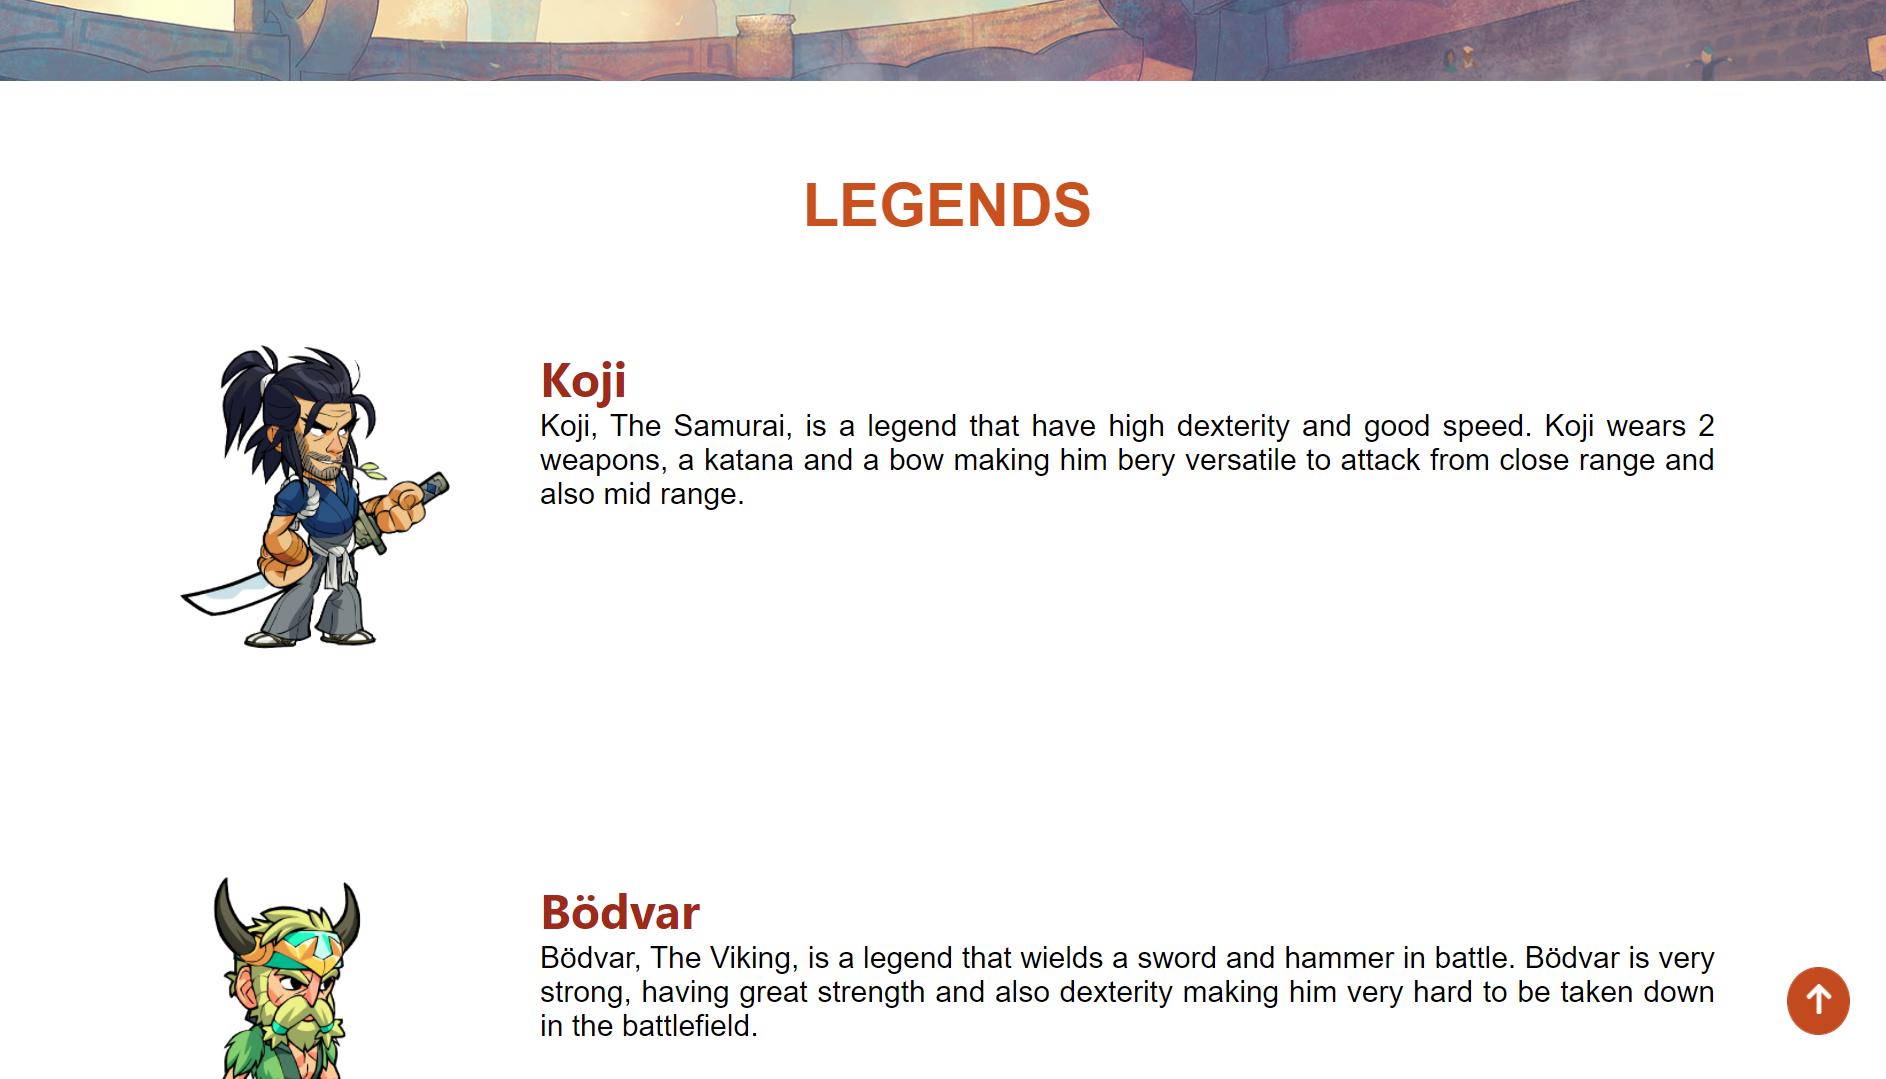 LEGENDS
Koji
Koji, The Samurai, is a legend that have high dexterity and good speed. Koji wears 2
weapons, a katana and a bow making him bery versatile to attack from close range and
also mid range.
Bödvar
Bödvar, The Viking, is a legend that wields a sword and hammer in battle. Bödvar is very
strong, having great strength and also dexterity making him very hard to be taken down
in the battlefield.